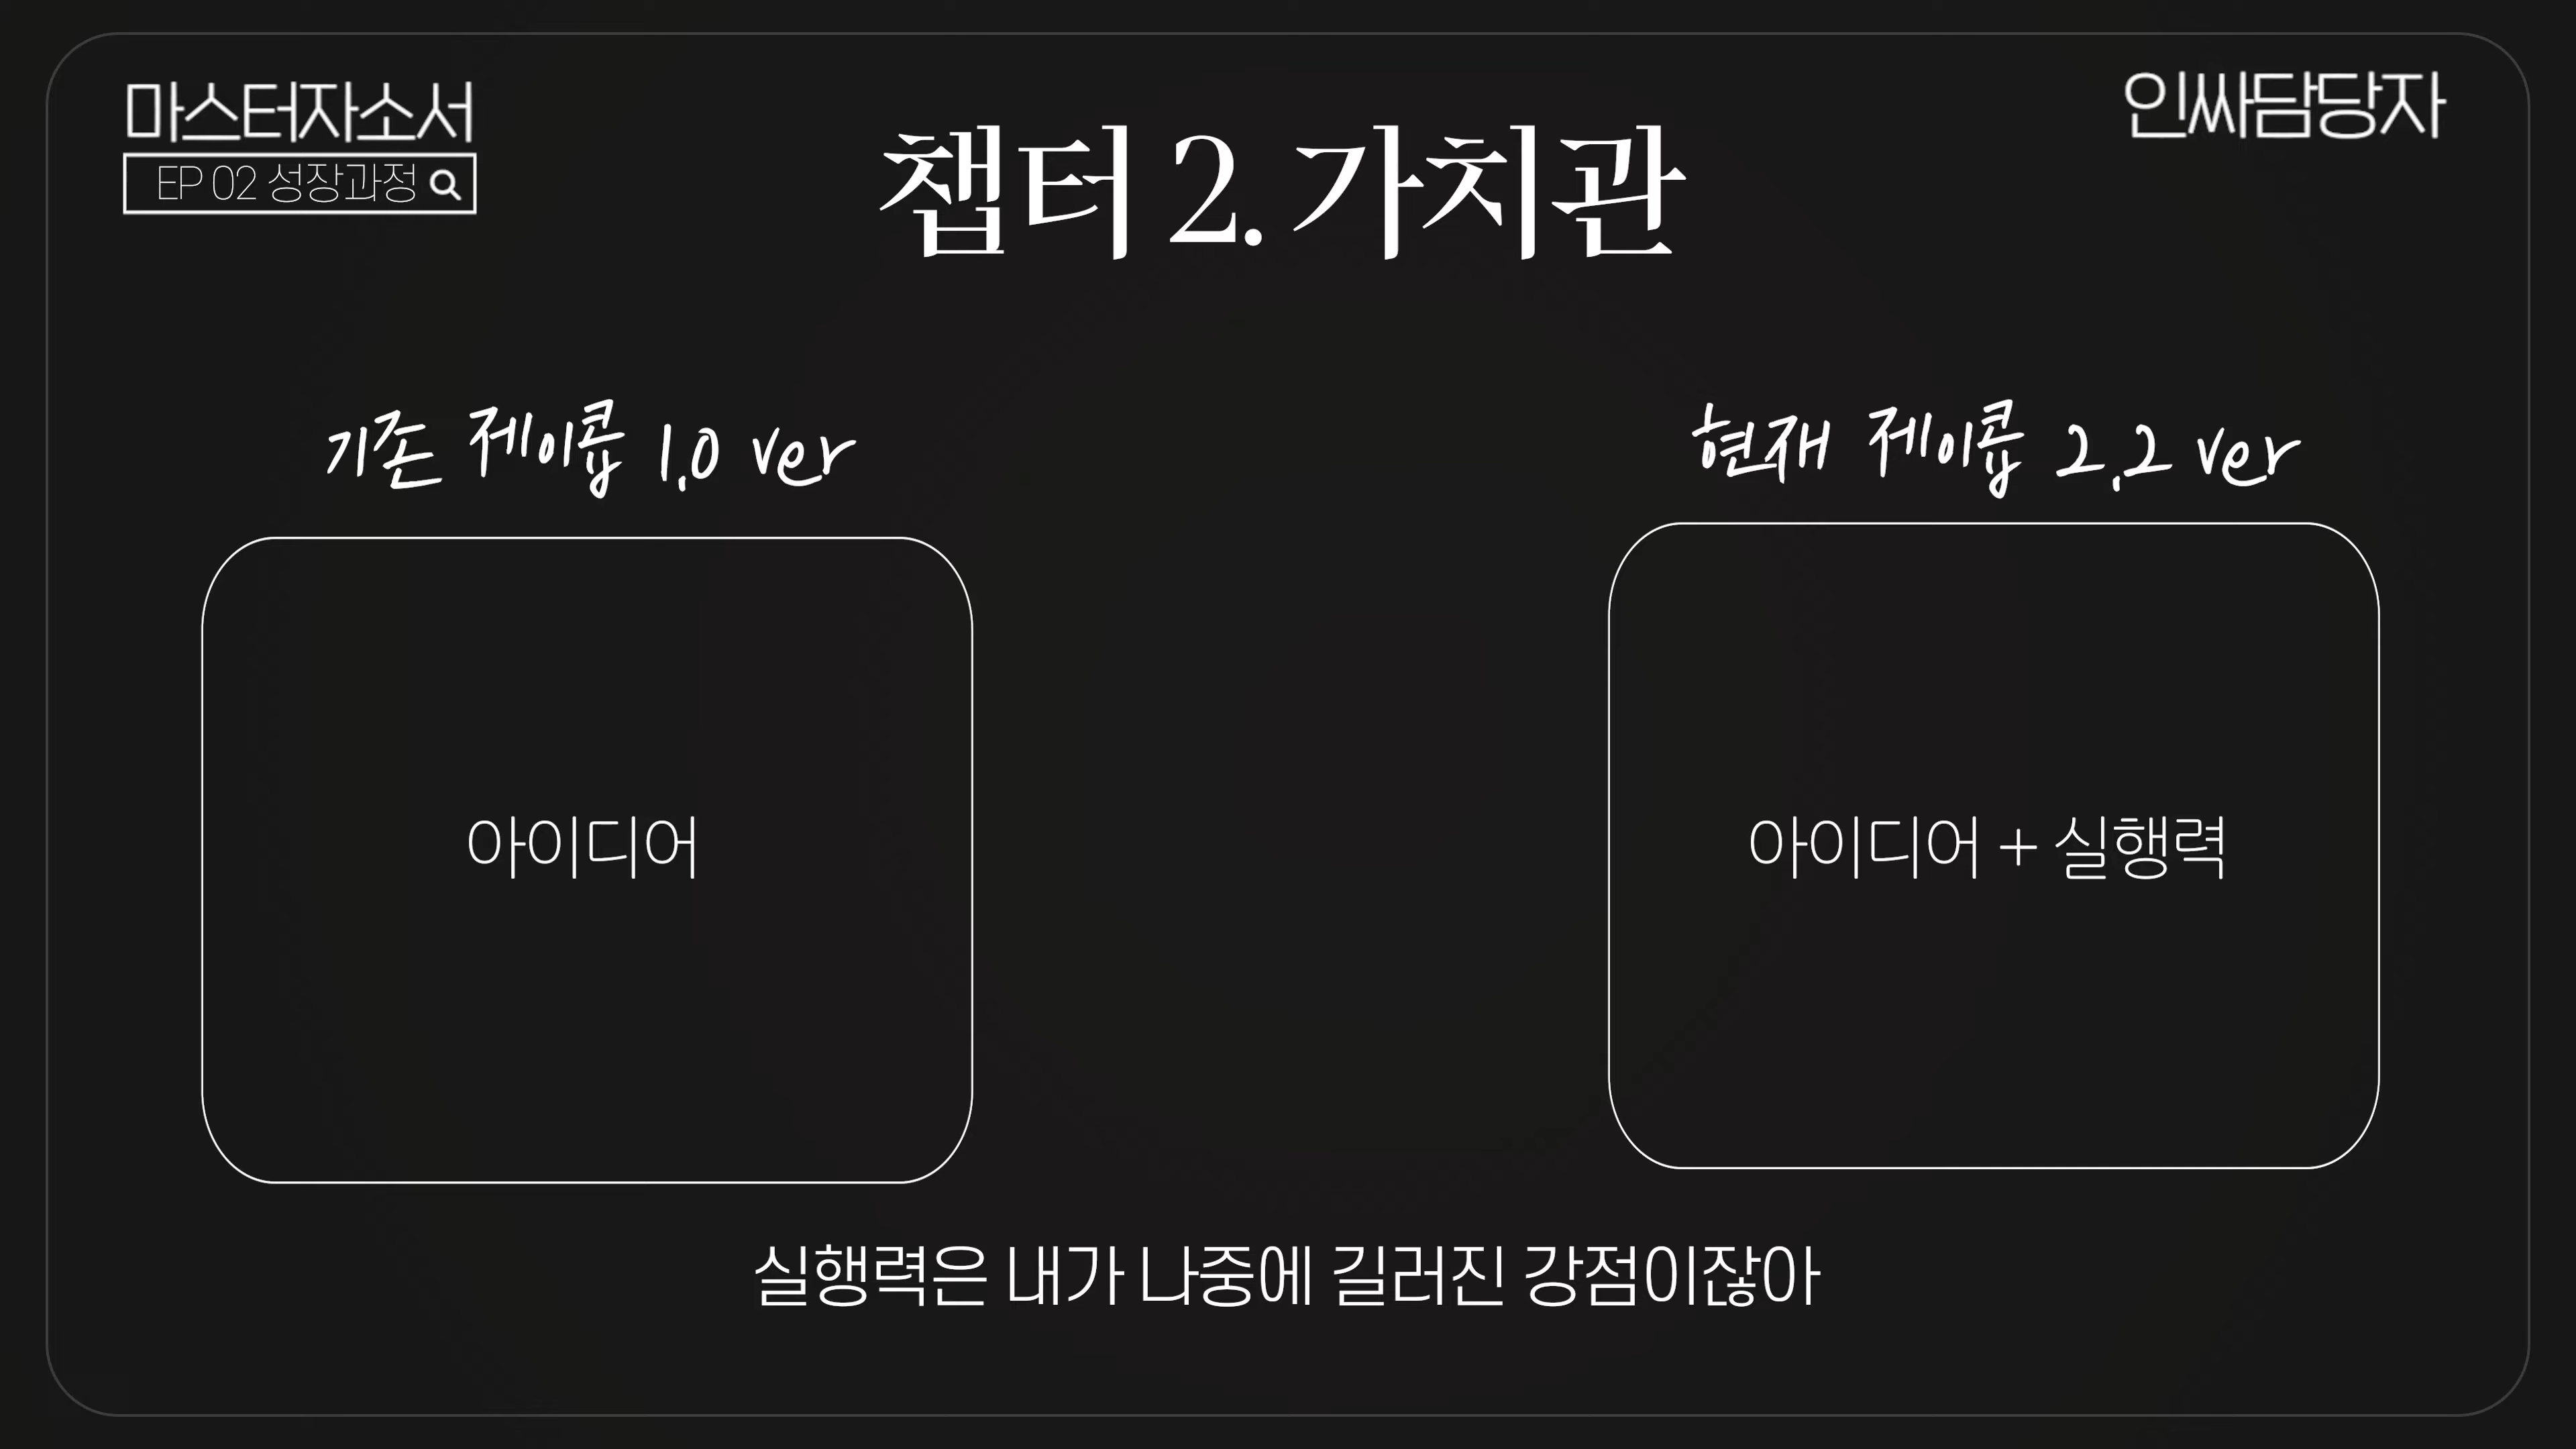 마스터자소서
EP 02 성장과정
인싸담당자
챕터 2. 가치관
기존 제이콥 1.0 ver
현재 제이콥 2.2 ver
아이디어
아이디어 + 실행력
실행력은 내가 나중에 길러진 강점이잖아